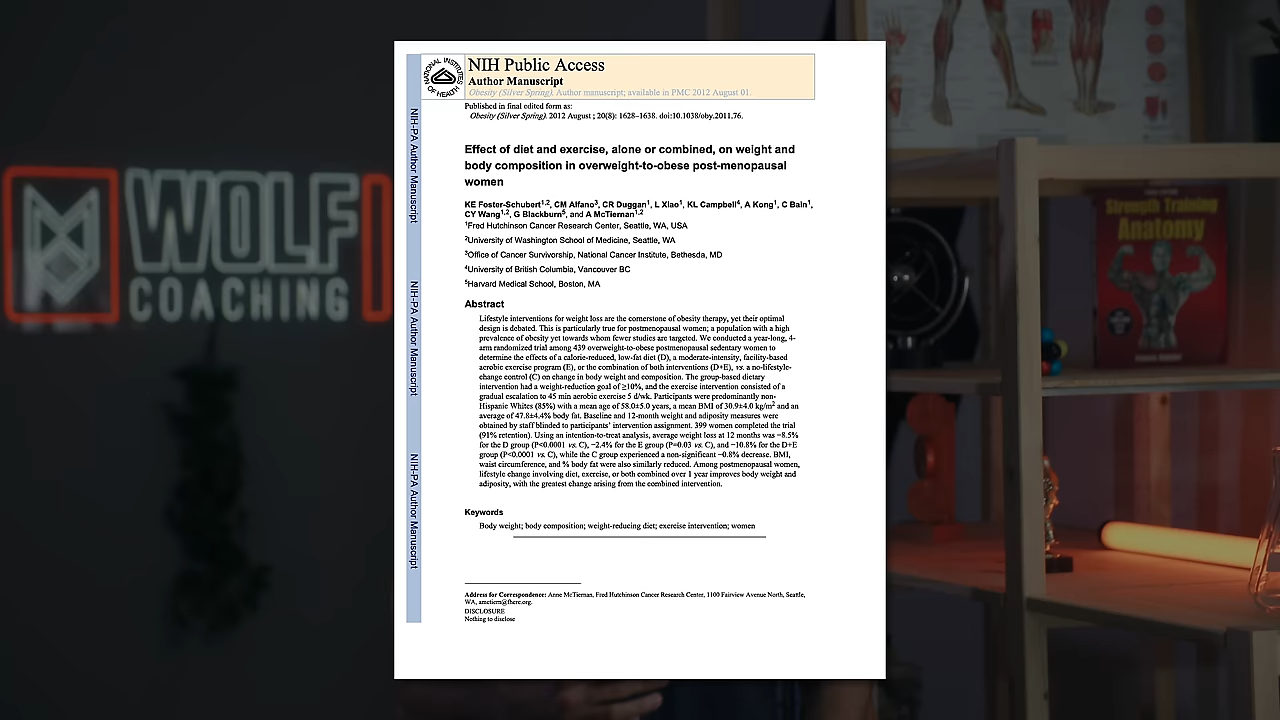 NIH Public Access
Author Manuscript
Obesity (Silver Spring). Author manuscript; available in PMC 2012 August 01.
Published in final edited form as:
Obesity (Silver Spring). 2012 August ; 20(8): 1628–1638. doi:10.1038/oby.2011.76.
Effect of diet and exercise, alone or combined, on weight and
body composition in overweight-to-obese post-menopausal
women
KE Foster-Schubert1,2, CM Alfano3, CR Duggan1, L Xiao1, KL Campbell4, A Kong1, C Bain1,
CY Wang1,2, G Blackburn5, and A McTiernan1,2
1Fred Hutchinson Cancer Research Center, Seattle, WA, USA
2University of Washington School of Medicine, Seattle, WA
3Office of Cancer Survivorship, National Cancer Institute, Bethesda, MD
4University of British Columbia, Vancouver BC
5Harvard Medical School, Boston, MA
Abstract
Lifestyle interventions for weight loss are the cornerstone of obesity therapy, yet their optimal
design is debated. This is particularly true for postmenopausal women; a population with a high
prevalence of obesity yet towards whom fewer studies are targeted. We conducted a year-long, 4-
arm randomized trial among 439 overweight-to-obese postmenopausal sedentary women to
determine the effects of a calorie-reduced, low-fat diet (D), a moderate-intensity, facility-based
aerobic exercise program (E), or the combination of both interventions (D+E), vs. a no-lifestyle-
change control (C) on change in body weight and composition. The group-based dietary
intervention had a weight-reduction goal of ≥10%, and the exercise intervention consisted of a
gradual escalation to 45 min aerobic exercise 5 d/wk. Participants were predominantly non-
Hispanic Whites (85%) with a mean age of 58.0±5.0 years, a mean BMI of 30.9±4.0 kg/m2 and an
average of 47.8±4.4% body fat. Baseline and 12-month weight and adiposity measures were
obtained by staff blinded to participants' intervention assignment. 399 women completed the trial
(91% retention). Using an intention-to-treat analysis, average weight loss at 12 months was −8.5%
for the D group (P<0.0001 vs. C), −2.4% for the E group (P=0.03 vs. C), and −10.8% for the D+E
group (P<0.0001 vs. C), while the C group experienced a non-significant −0.8% decrease. BMI,
waist circumference, and % body fat were also similarly reduced. Among postmenopausal women,
lifestyle change involving diet, exercise, or both combined over 1 year improves body weight and
adiposity, with the greatest change arising from the combined intervention.
Keywords
Body weight; body composition; weight-reducing diet; exercise intervention; women
Address for Correspondence: Anne McTiernan, Fred Hutchinson Cancer Research Center, 1100 Fairview Avenue North, Seattle,
WA, amctiern@fhcrc.org.
DISCLOSURE
Nothing to disclose
NIH-PA Author Manuscript
NIH-PA Author Manuscript
NIH-PA Author Manuscript
NATIONAL INSTITUTES OF HEALTH
WOLF
COACHING
Strength Training
Anatomy